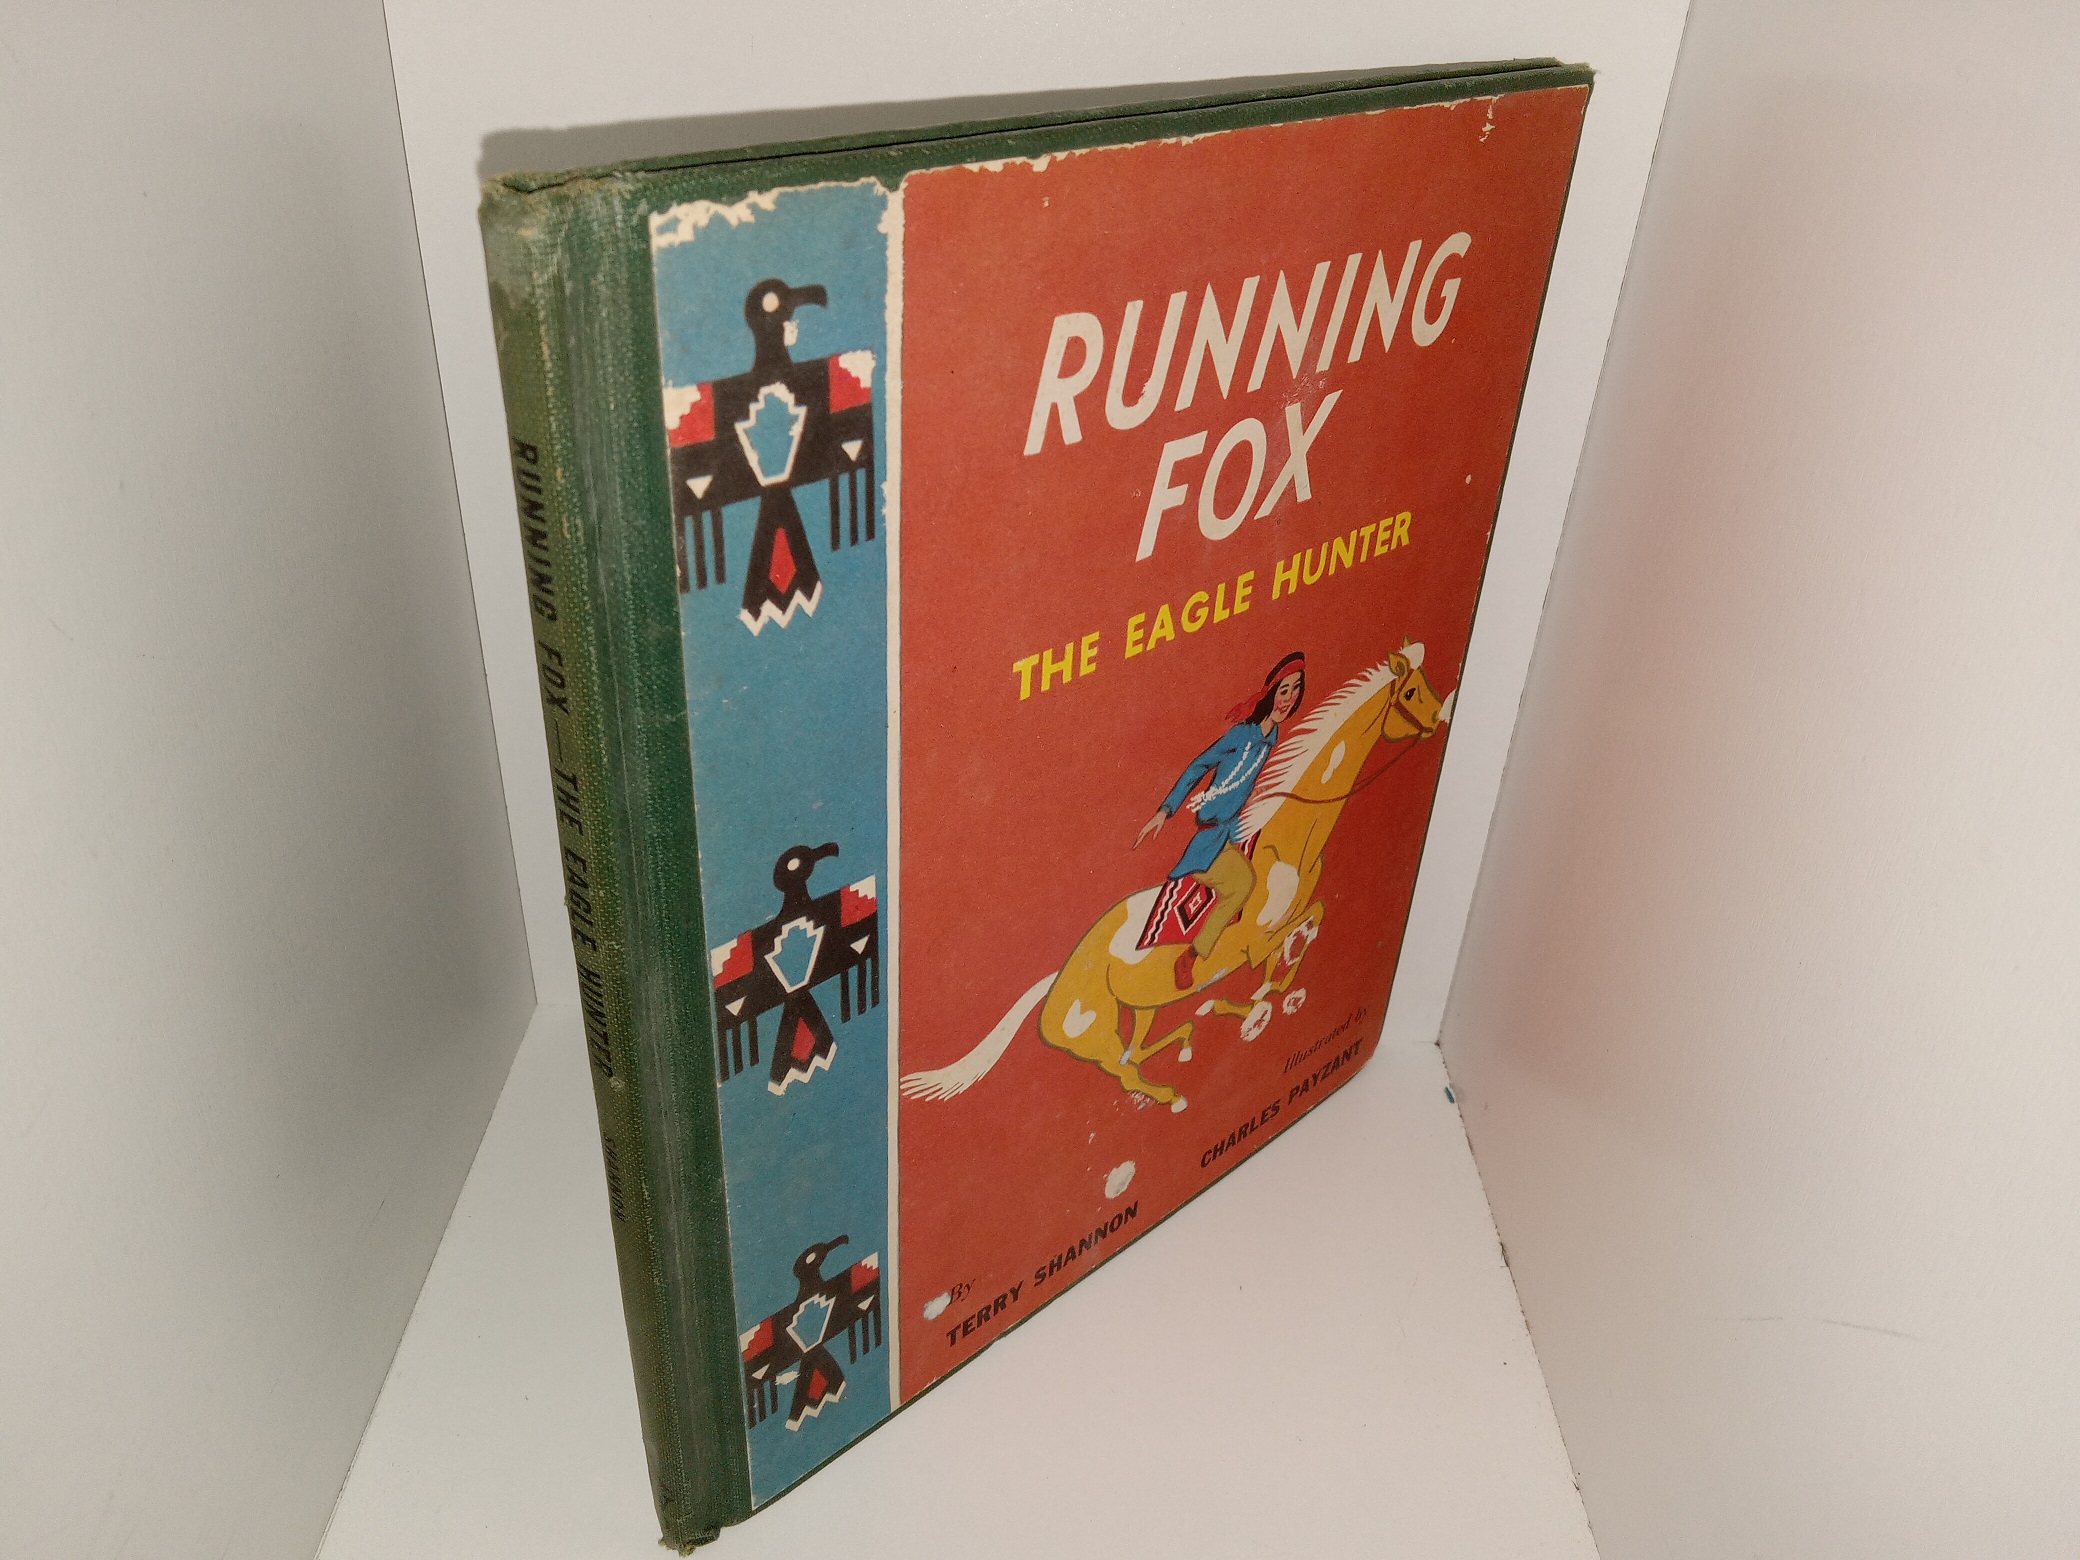 RUNNING FOX—THE EAGLE HUNTER SHANNON
RUNNING
FOX
THE EAGLE HUNTER
By
TERRY SHANNON
Illustrated by
CHARLES PAYZANT